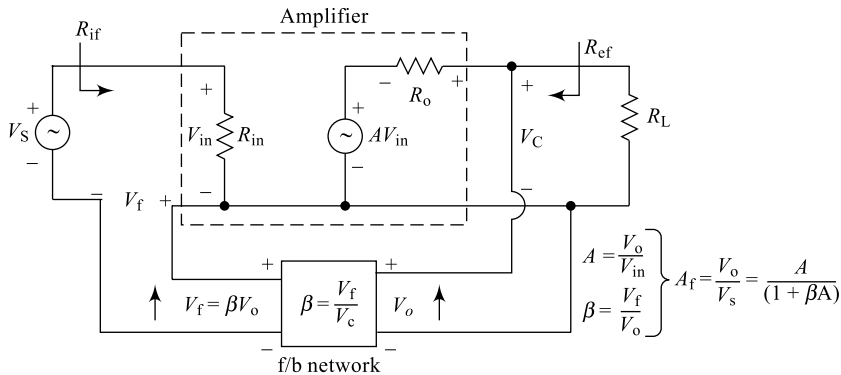 Amplifier
R_if
R_ef
+
−
R_o
+
+
+
+
+
V_S
~
−
V_in
R_in
~
AV_in
−
−
V_C
−
R_L
−
V_f
+
+
+
−
−
V_f = βV_o
β = V_f/V_c
V_o
f/b network
A = V_o/V_in
β = V_f/V_o
A_f = V_o/V_s = A/(1 + βA)